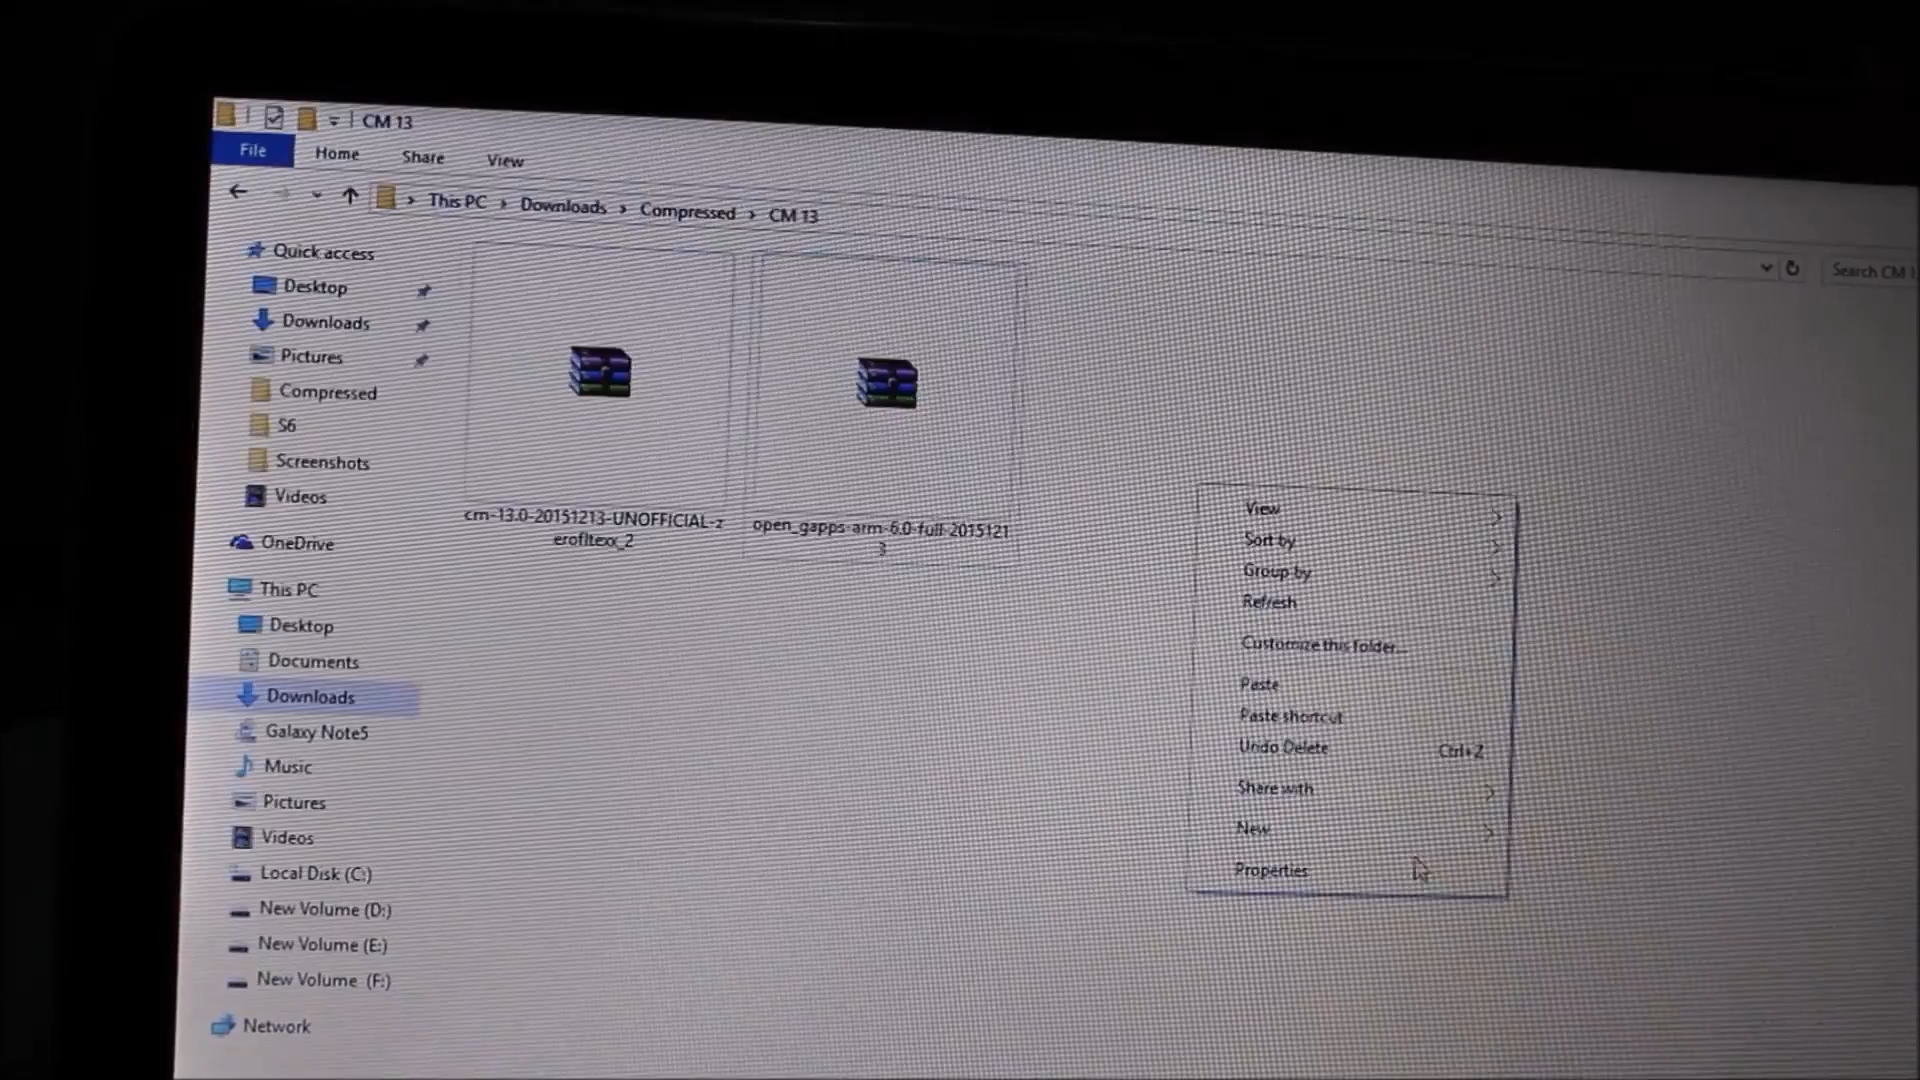 CM 13
File Home Share View
This PC > Downloads > Compressed > CM 13
Search CM 1
Quick access
Desktop
Downloads
Pictures
Compressed
S6
Screenshots
Videos
OneDrive
This PC
Desktop
Documents
Downloads
Galaxy Note5
Music
Pictures
Videos
Local Disk (C:)
New Volume (D:)
New Volume (E:)
New Volume (F:)
Network
cm-13.0-20151213-UNOFFICIAL-z
erofltexx_2
open_gapps-arm-6.0-full-2015121
3
View
Sort by
Group by
Refresh
Customize this folder...
Paste
Paste shortcut
Undo Delete Ctrl+Z
Share with
New
Properties